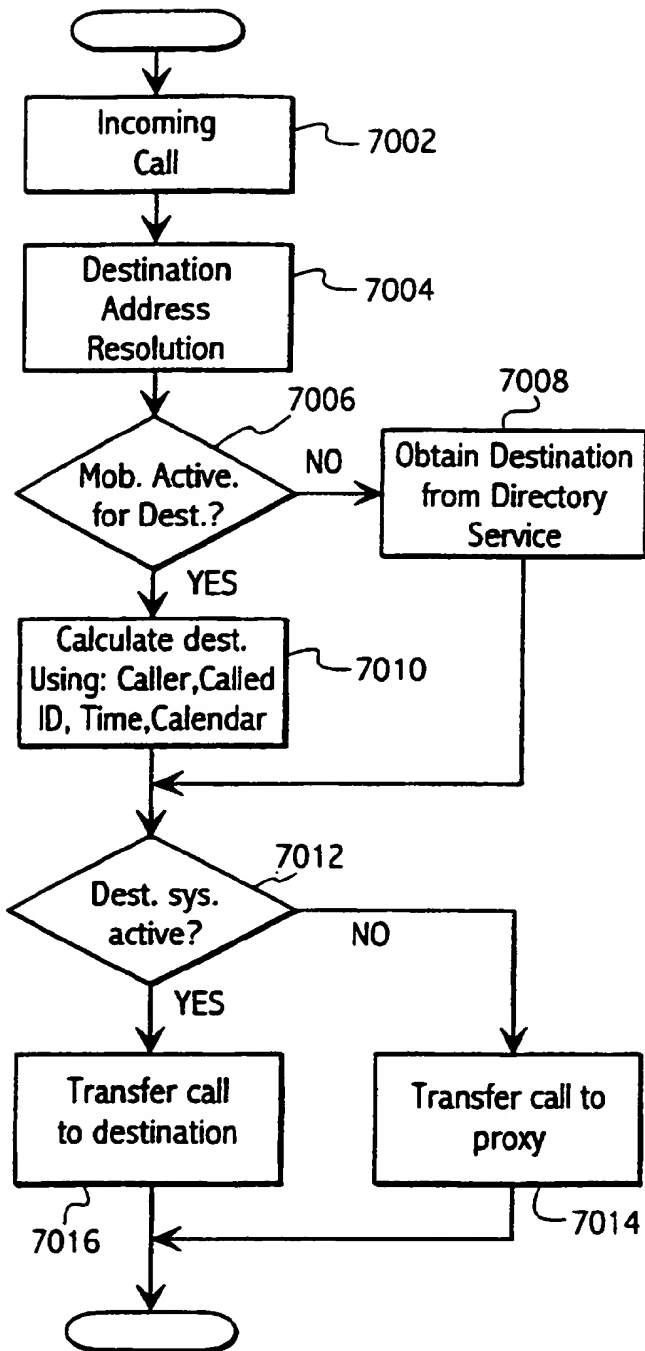 Incoming
Call
7002
Destination
Address
Resolution
7004
7006
Mob. Active.
for Dest.?
NO
YES
7008
Obtain Destination
from Directory
Service
Calculate dest.
Using: Caller,Called
ID, Time,Calendar
7010
7012
Dest. sys.
active?
NO
YES
Transfer call
to destination
7016
Transfer call to
proxy
7014